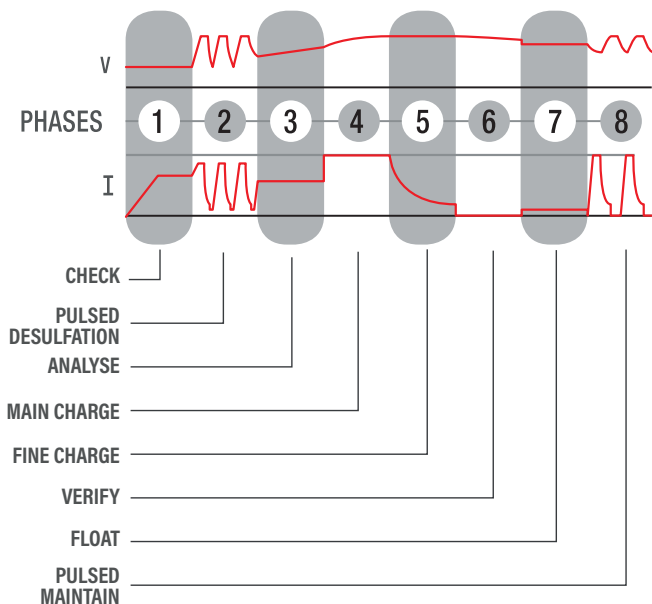 V
PHASES 1 2 3 4 5 6 7 8
I
CHECK
PULSED
DESULFATION
ANALYSE
MAIN CHARGE
FINE CHARGE
VERIFY
FLOAT
PULSED
MAINTAIN